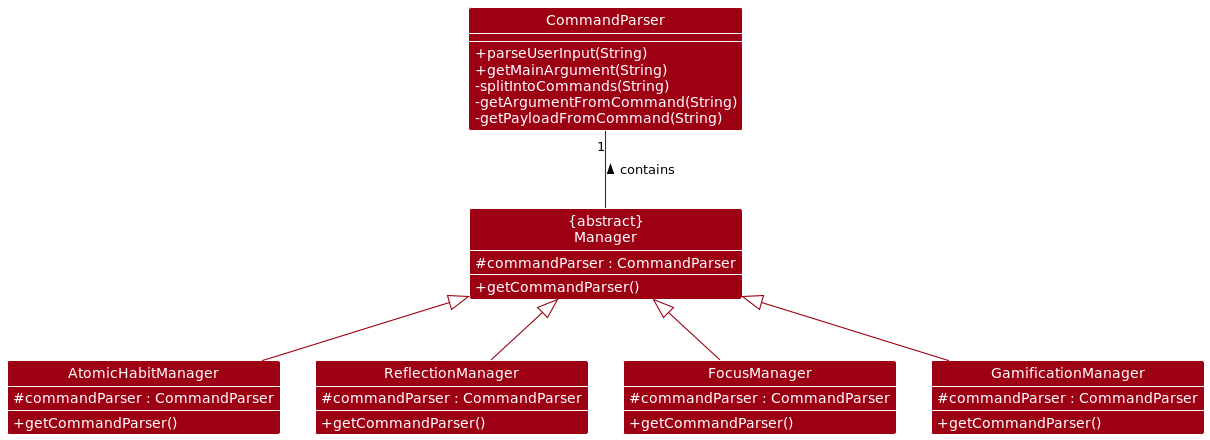 CommandParser
+parseUserInput(String)
+getMainArgument(String)
-splitIntoCommands(String)
-getArgumentFromCommand(String)
-getPayloadFromCommand(String)
1
contains
{abstract}
Manager
#commandParser : CommandParser
+getCommandParser()
AtomicHabitManager
#commandParser : CommandParser
+getCommandParser()
ReflectionManager
#commandParser : CommandParser
+getCommandParser()
FocusManager
#commandParser : CommandParser
+getCommandParser()
GamificationManager
#commandParser : CommandParser
+getCommandParser()